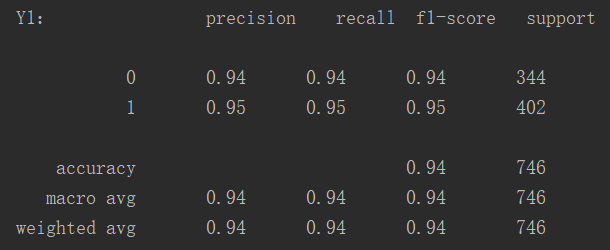 Y1: precision recall f1-score support
0 0.94 0.94 0.94 344
1 0.95 0.95 0.95 402
accuracy 0.94 746
macro avg 0.94 0.94 0.94 746
weighted avg 0.94 0.94 0.94 746